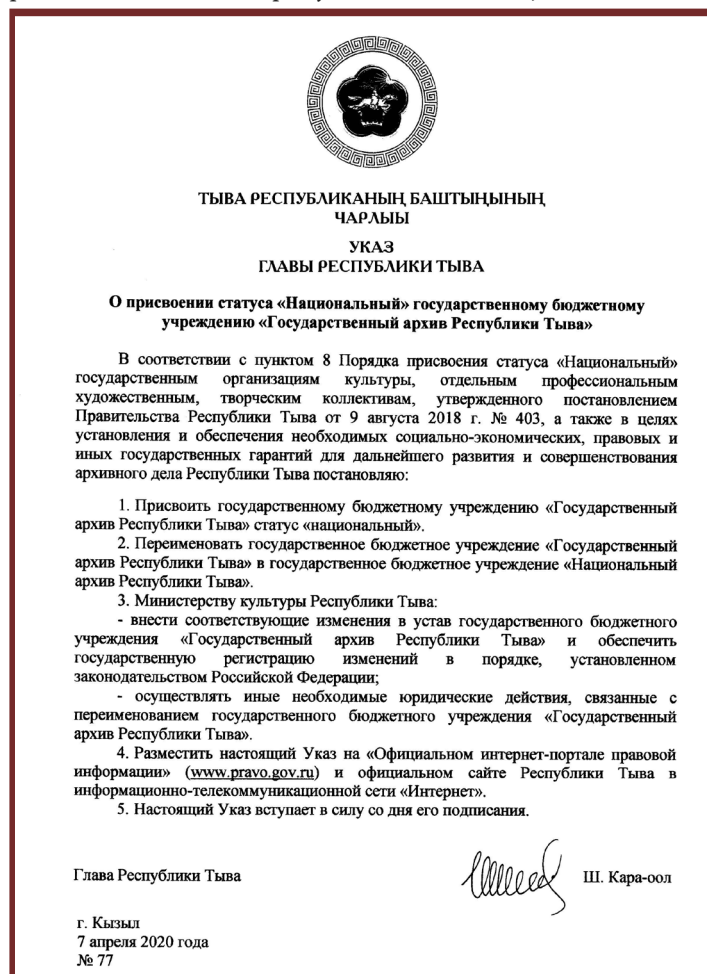 ТЫВА РЕСПУБЛИКАНЫҢ БАШТЫҢЫНЫҢ
ЧАРЛЫЫ
УКАЗ
ГЛАВЫ РЕСПУБЛИКИ ТЫВА
О присвоении статуса «Национальный» государственному бюджетному
учреждению «Государственный архив Республики Тыва»
В соответствии с пунктом 8 Порядка присвоения статуса «Национальный»
государственным организациям культуры, отдельным профессиональным
художественным, творческим коллективам, утвержденного постановлением
Правительства Республики Тыва от 9 августа 2018 г. № 403, а также в целях
установления и обеспечения необходимых социально-экономических, правовых и
иных государственных гарантий для дальнейшего развития и совершенствования
архивного дела Республики Тыва постановляю:
1. Присвоить государственному бюджетному учреждению «Государственный
архив Республики Тыва» статус «национальный».
2. Переименовать государственное бюджетное учреждение «Государственный
архив Республики Тыва» в государственное бюджетное учреждение «Национальный
архив Республики Тыва».
3. Министерству культуры Республики Тыва:
- внести соответствующие изменения в устав государственного бюджетного
учреждения «Государственный архив Республики Тыва» и обеспечить
государственную регистрацию изменений в порядке, установленном
законодательством Российской Федерации;
- осуществлять иные необходимые юридические действия, связанные с
переименованием государственного бюджетного учреждения «Государственный
архив Республики Тыва».
4. Разместить настоящий Указ на «Официальном интернет-портале правовой
информации» (www.pravo.gov.ru) и официальном сайте Республики Тыва в
информационно-телекоммуникационной сети «Интернет».
5. Настоящий Указ вступает в силу со дня его подписания.
Глава Республики Тыва
Ш. Кара-оол
г. Кызыл
7 апреля 2020 года
№ 77